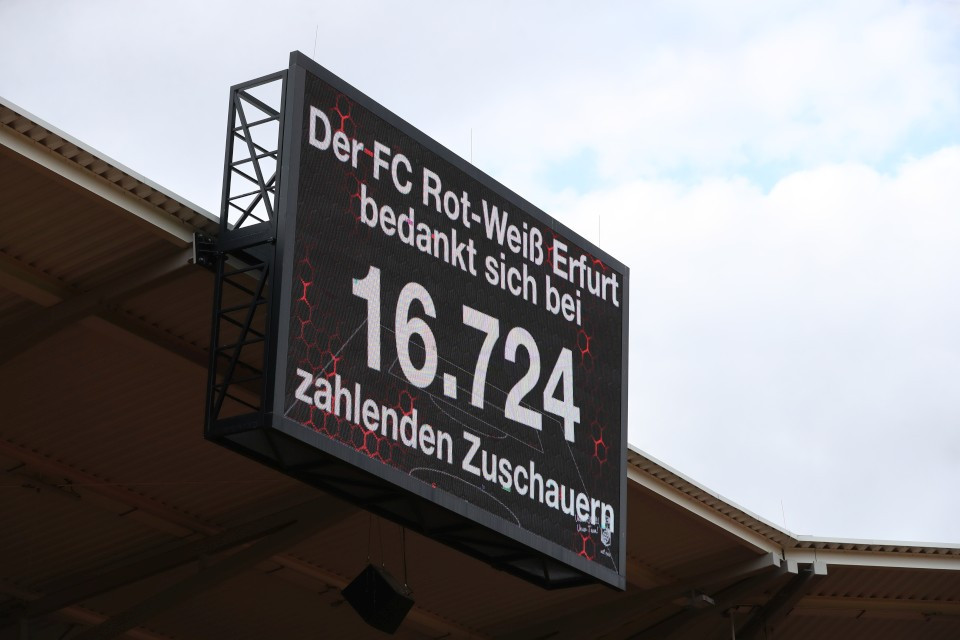 Der FC Rot-Weiß Erfurt
bedankt sich bei
16.724
zahlenden Zuschauern